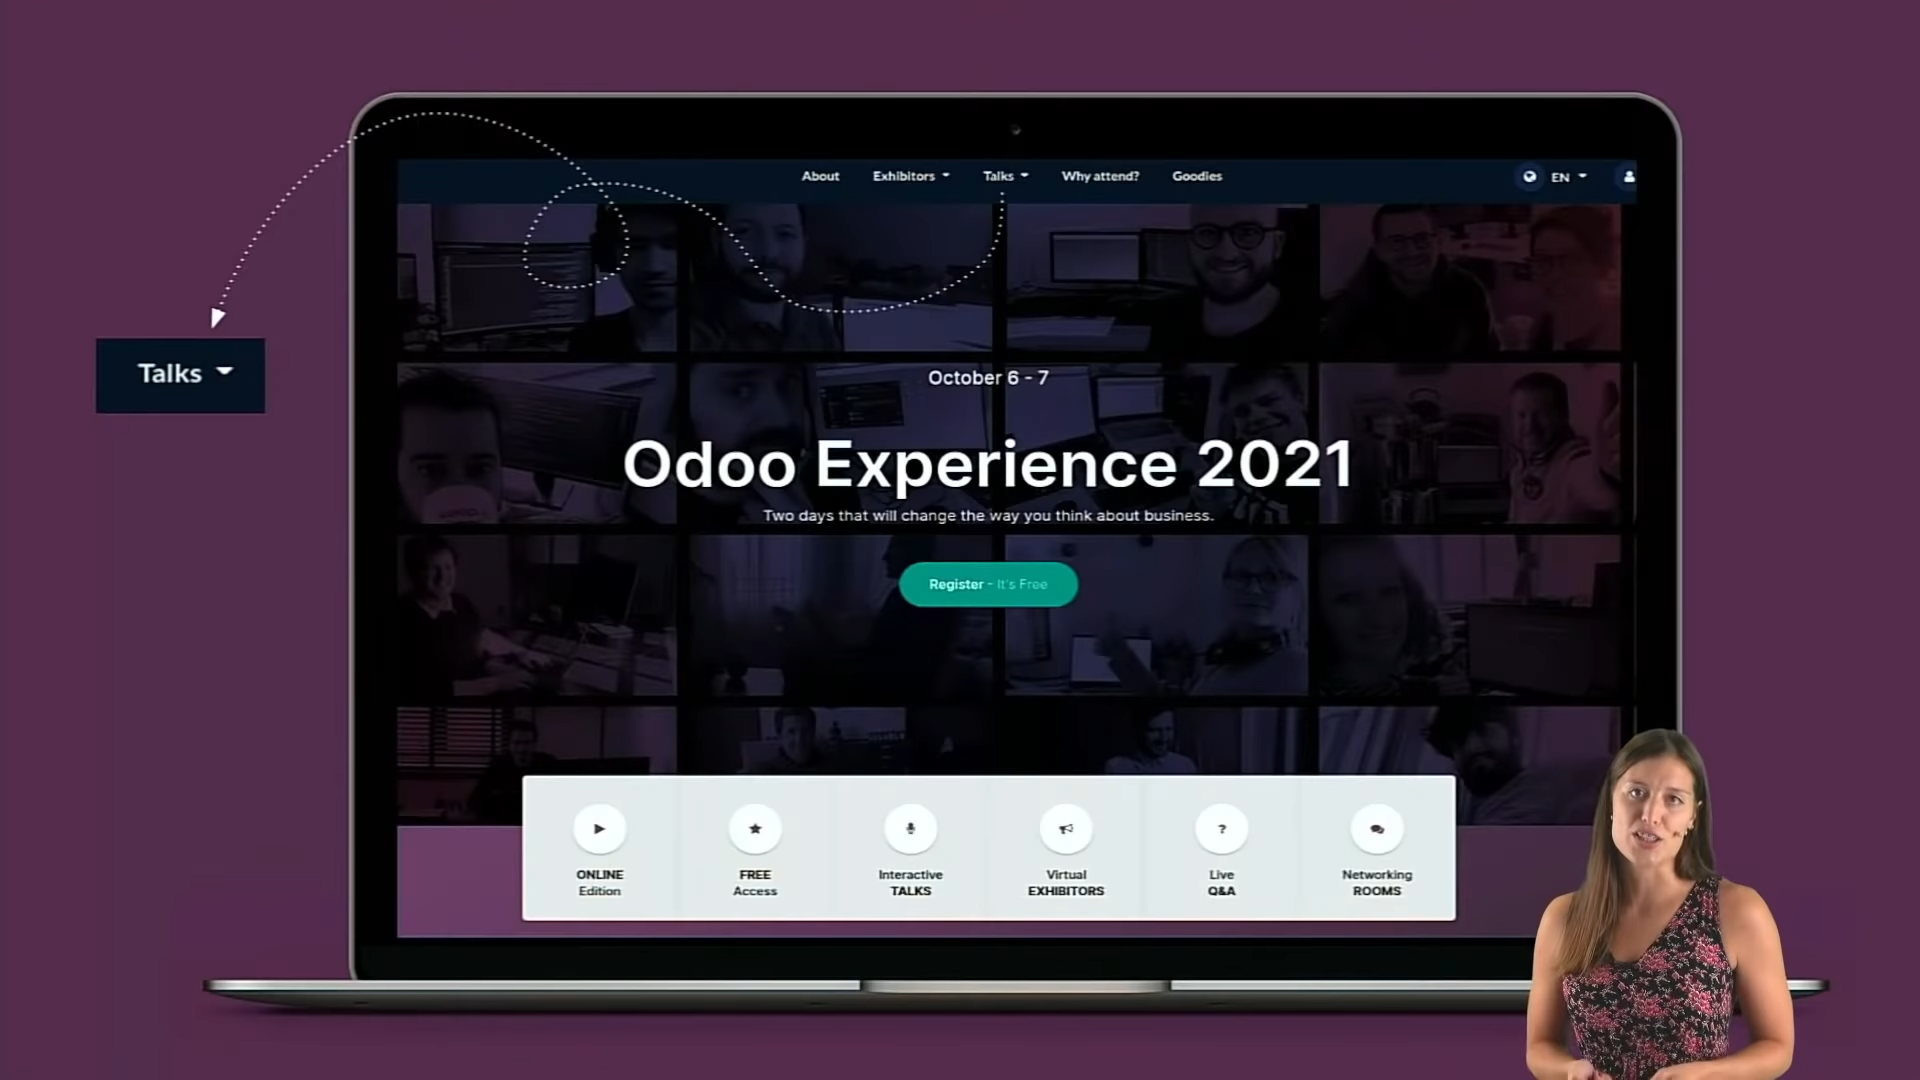 About Exhibitors Talks Why attend? Goodies EN
Talks
October 6 - 7
Odoo Experience 2021
Two days that will change the way you think about business.
Register - It's Free
ONLINE
Edition
FREE
Access
Interactive
TALKS
Virtual
EXHIBITORS
Live
Q&A
Networking
ROOMS